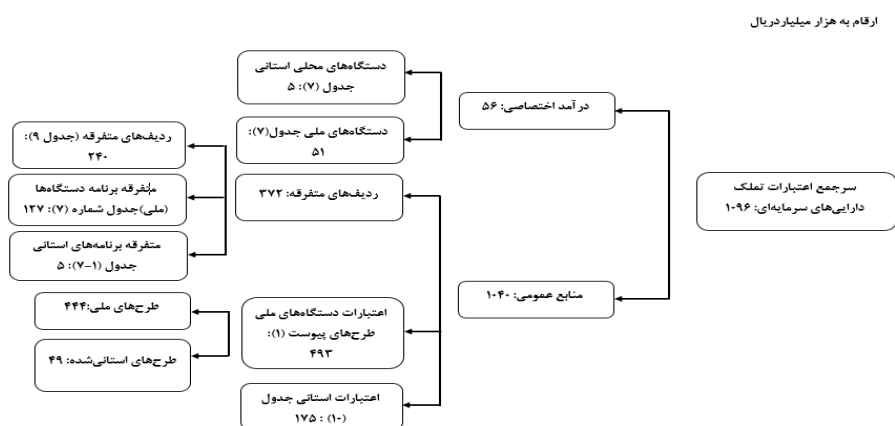 ارقام به هزار میلیاردریال
سرجمع اعتبارات تملک
دارایی‌های سرمایه‌ای: ۱۰۹۶
درآمد اختصاصی: ۵۶
دستگاه‌های محلی استانی
جدول (۷): ۵
دستگاه‌های ملی جدول(۷):
۵۱
منابع عمومی: ۱۰۴۰
ردیف‌های متفرقه: ۳۷۲
ردیف‌های متفرقه (جدول ۹):
۲۴۰
متفرقه برنامه دستگاه‌ها
(ملی)جدول شماره (۷): ۱۲۷
متفرقه برنامه‌های استانی
جدول (۱-۷): ۵
اعتبارات دستگاه‌های ملی
طرح‌های پیوست (۱):
۴۹۳
طرح‌های ملی:۴۴۴
طرح‌های استانی‌شده: ۴۹
اعتبارات استانی جدول
(۱۰) : ۱۷۵